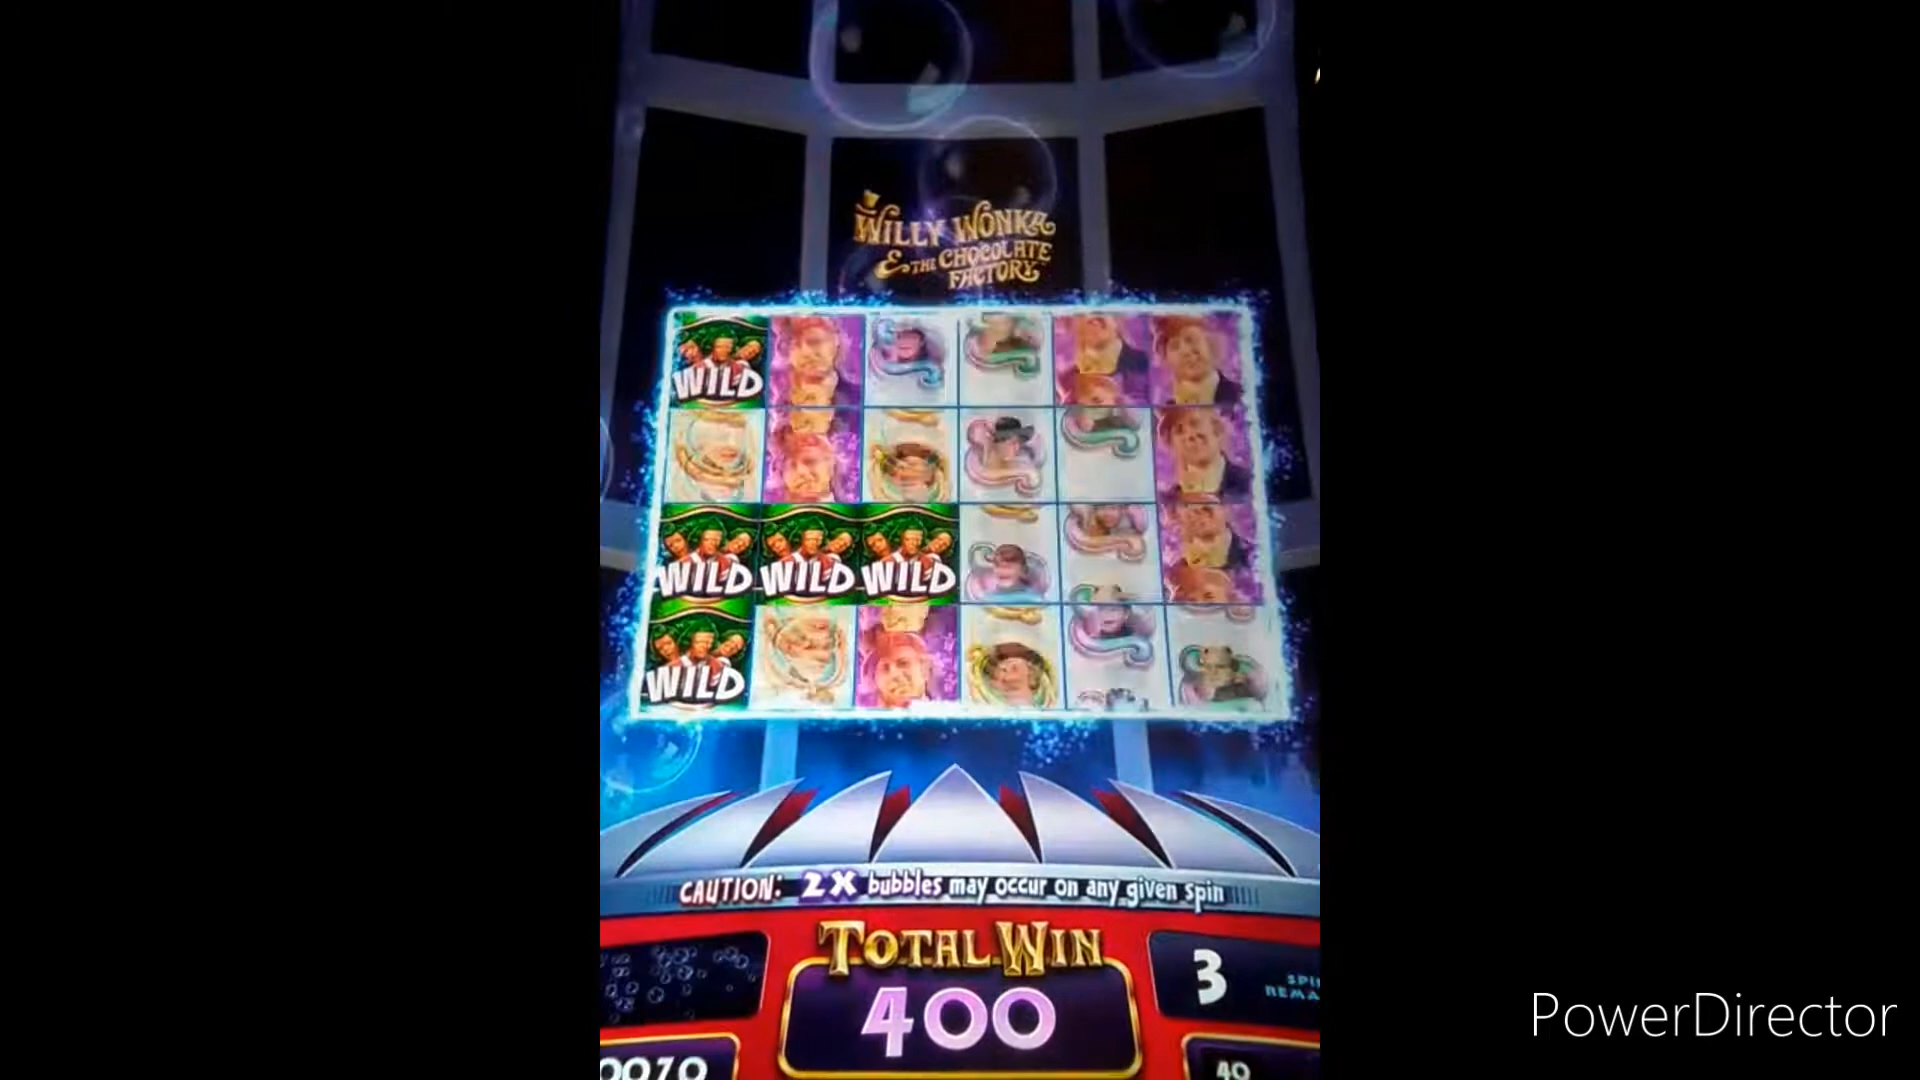 WILLY WONKA
& THE CHOCOLATE
FACTORY
WILD
WILD WILD WILD
WILD
CAUTION: 2X bubbles may occur on any given spin
TOTAL WIN
400
3
0070
40
PowerDirector